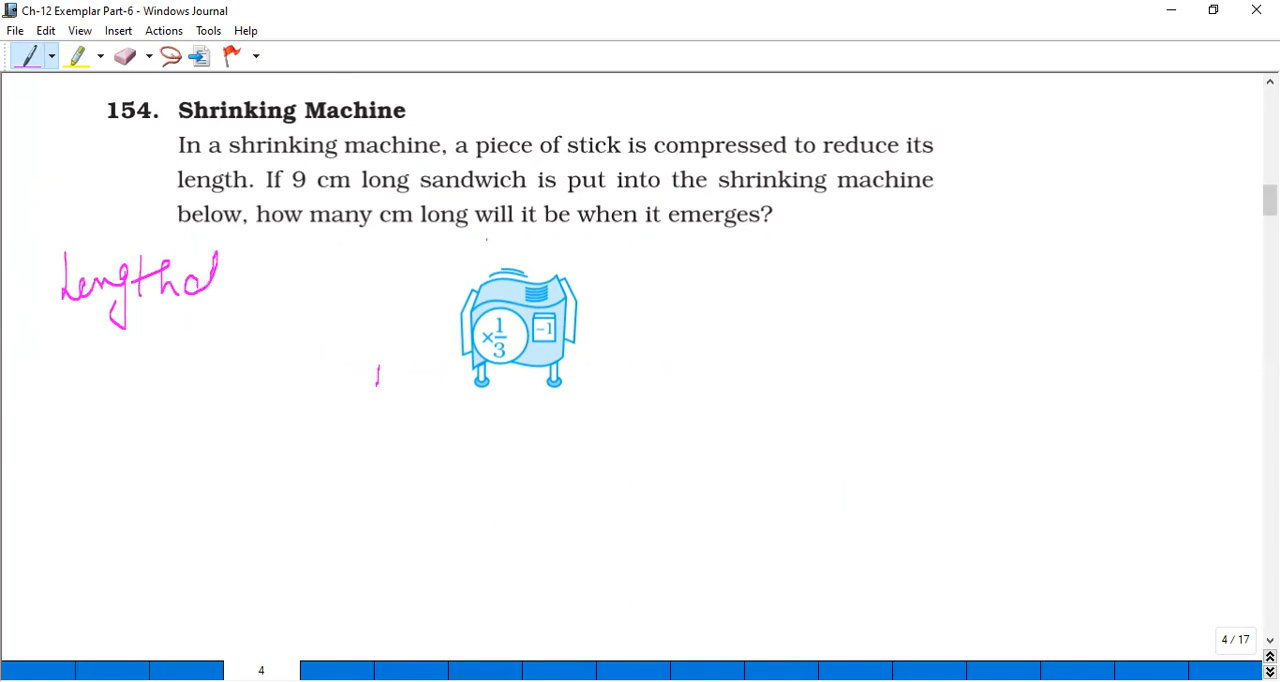 Ch-12 Exemplar Part-6 - Windows Journal
File Edit View Insert Actions Tools Help
154. Shrinking Machine
In a shrinking machine, a piece of stick is compressed to reduce its
length. If 9 cm long sandwich is put into the shrinking machine
below, how many cm long will it be when it emerges?
Length
×1/3
-1
4 / 17
4